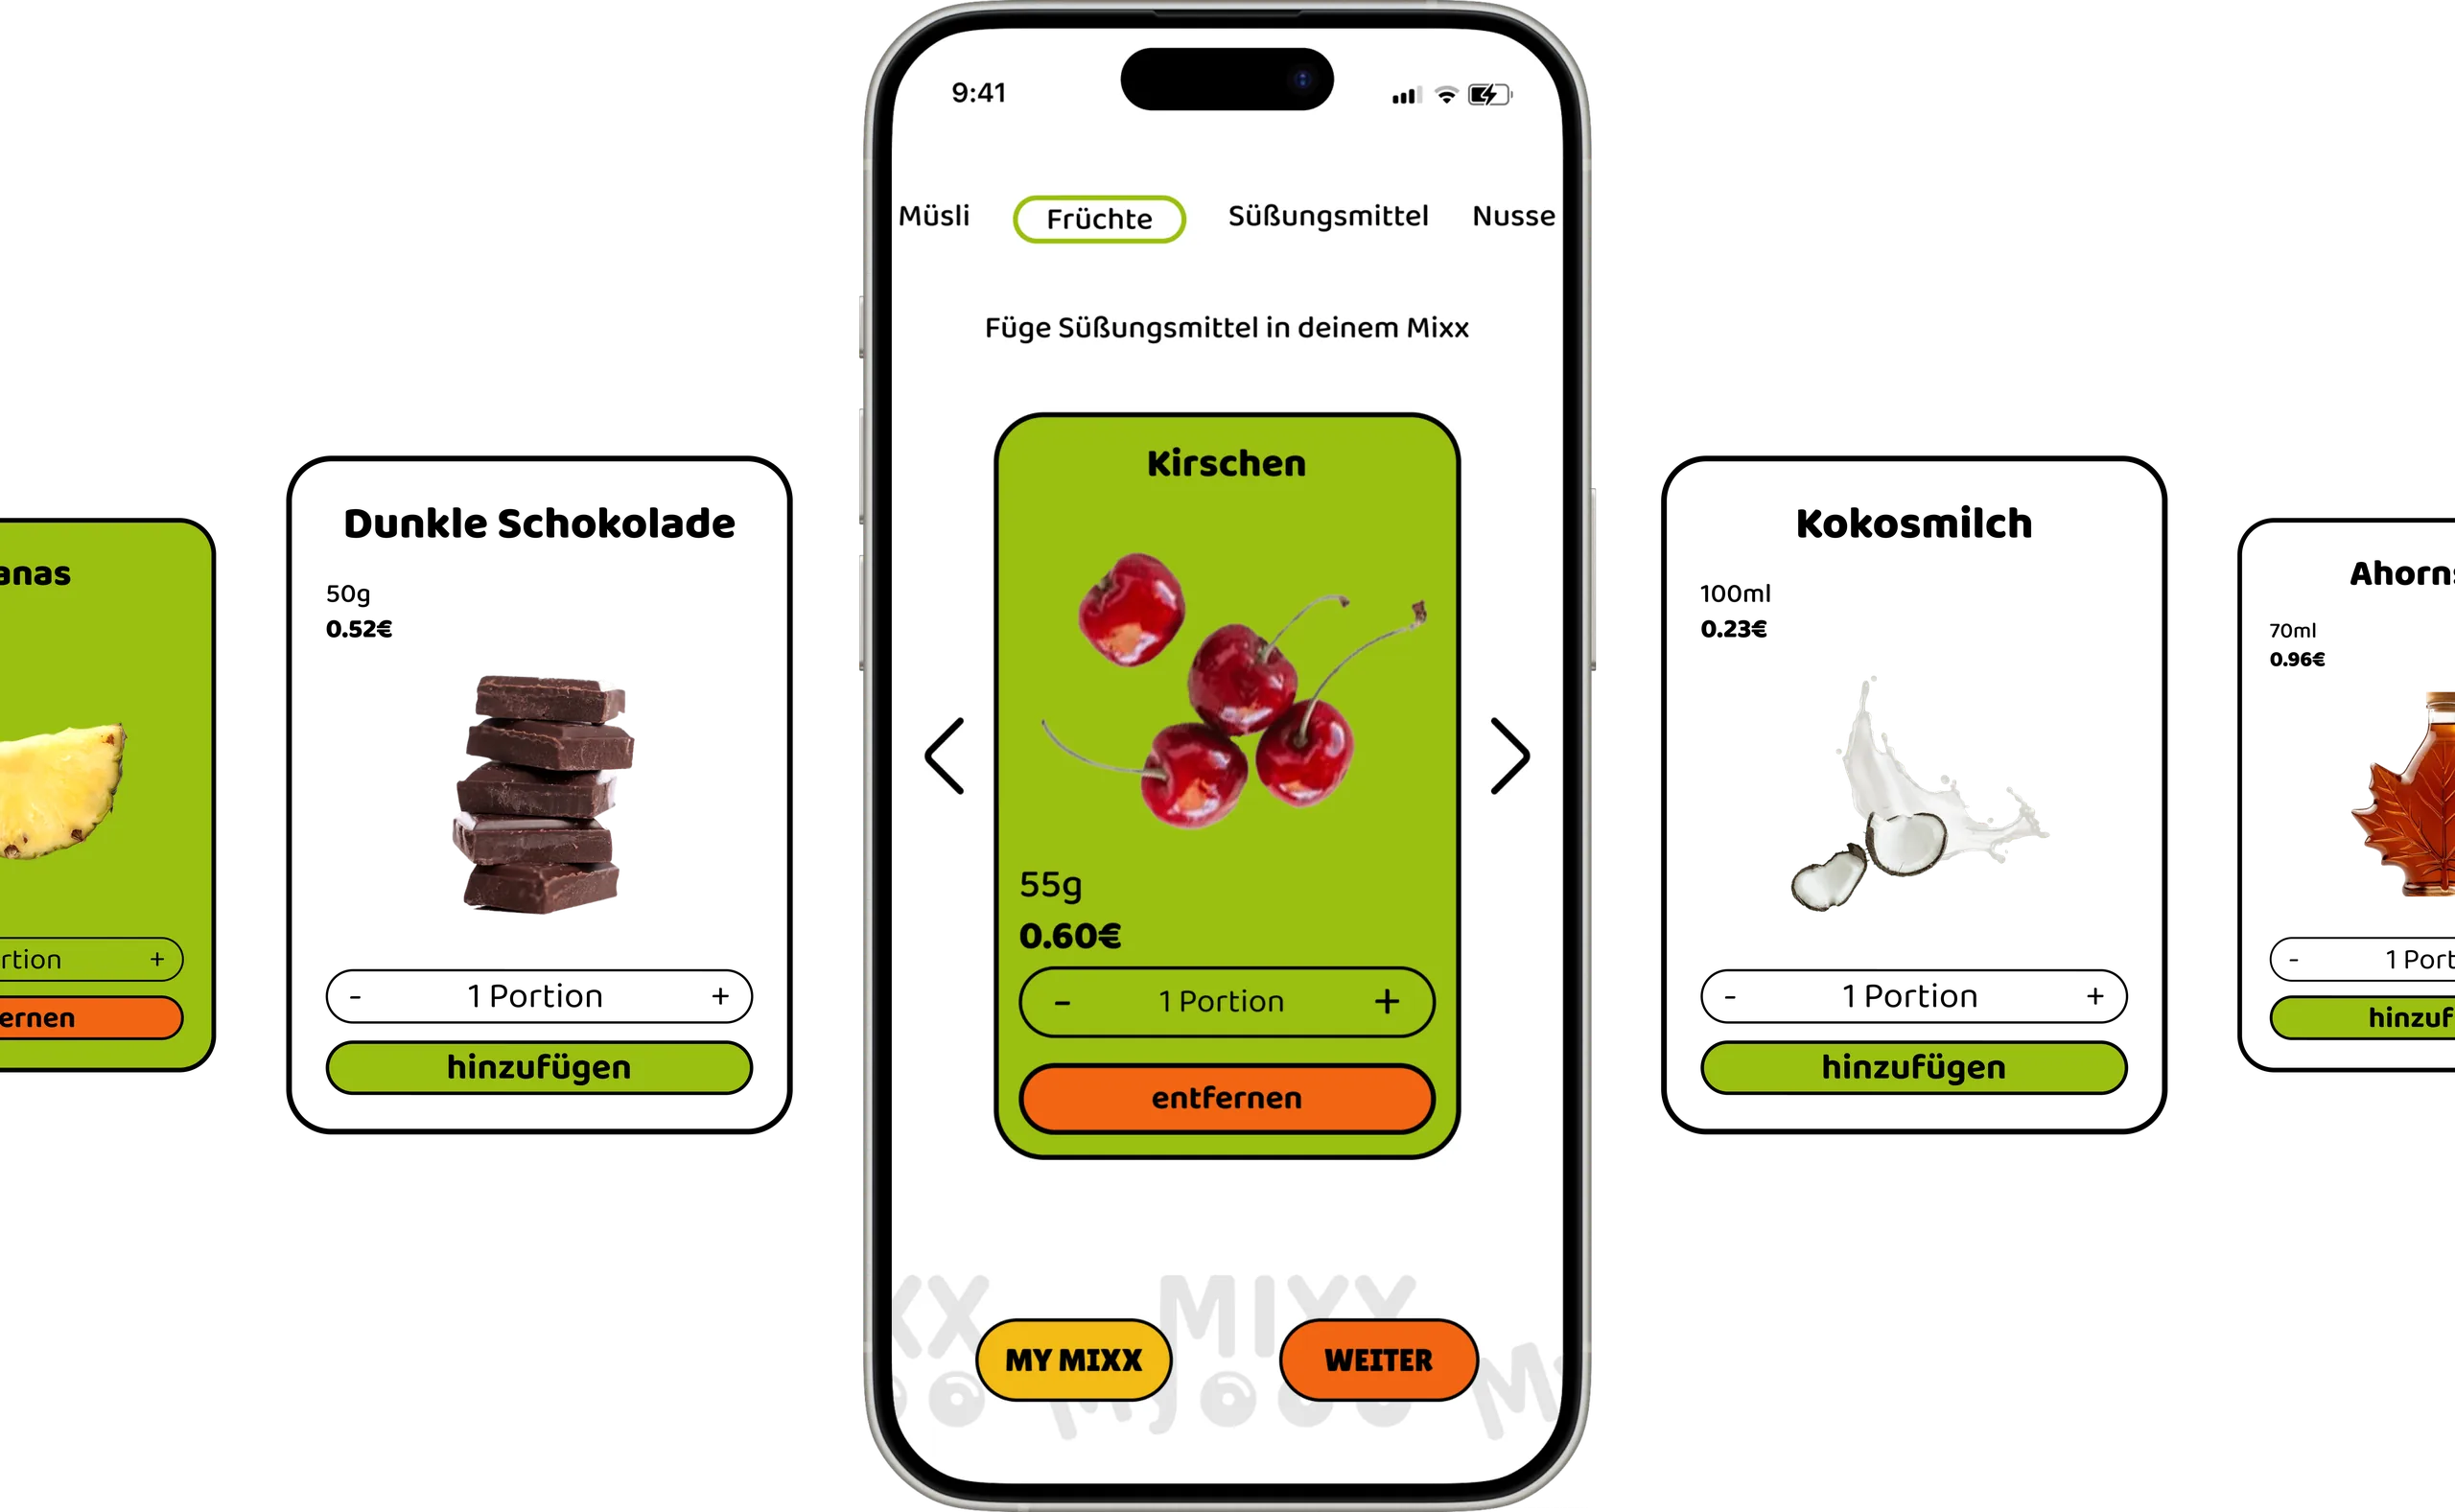 9:41
Müsli
Früchte
Süßungsmittel
Nusse
Füge Süßungsmittel in deinem Mixx
anas
rtion +
ernen
Dunkle Schokolade
50g
0.52€
- 1 Portion +
hinzufügen
Kirschen
55g
0.60€
- 1 Portion +
entfernen
Kokosmilch
100ml
0.23€
- 1 Portion +
hinzufügen
Ahorns
70ml
0.96€
- 1 Port
hinzuf
XX
MIXX
MY MIXX
WEITER